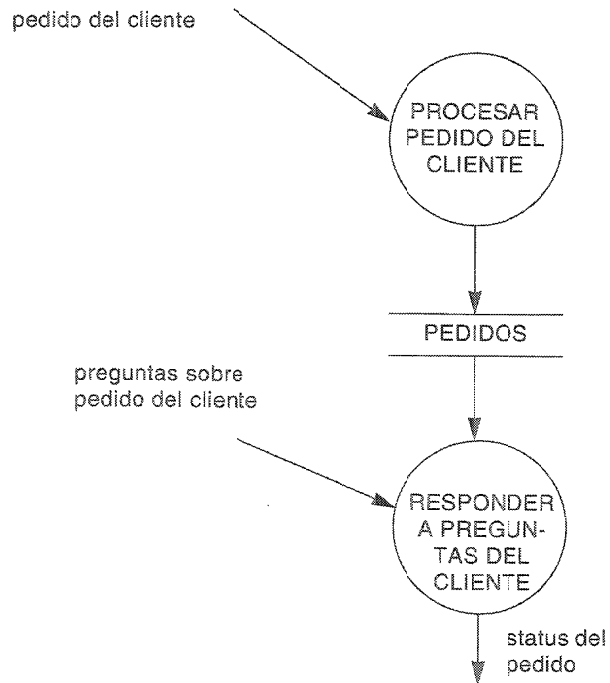 pedido del cliente
PROCESAR
PEDIDO DEL
CLIENTE
PEDIDOS
preguntas sobre
pedido del cliente
RESPONDER
A PREGUN-
TAS DEL
CLIENTE
status del
pedido